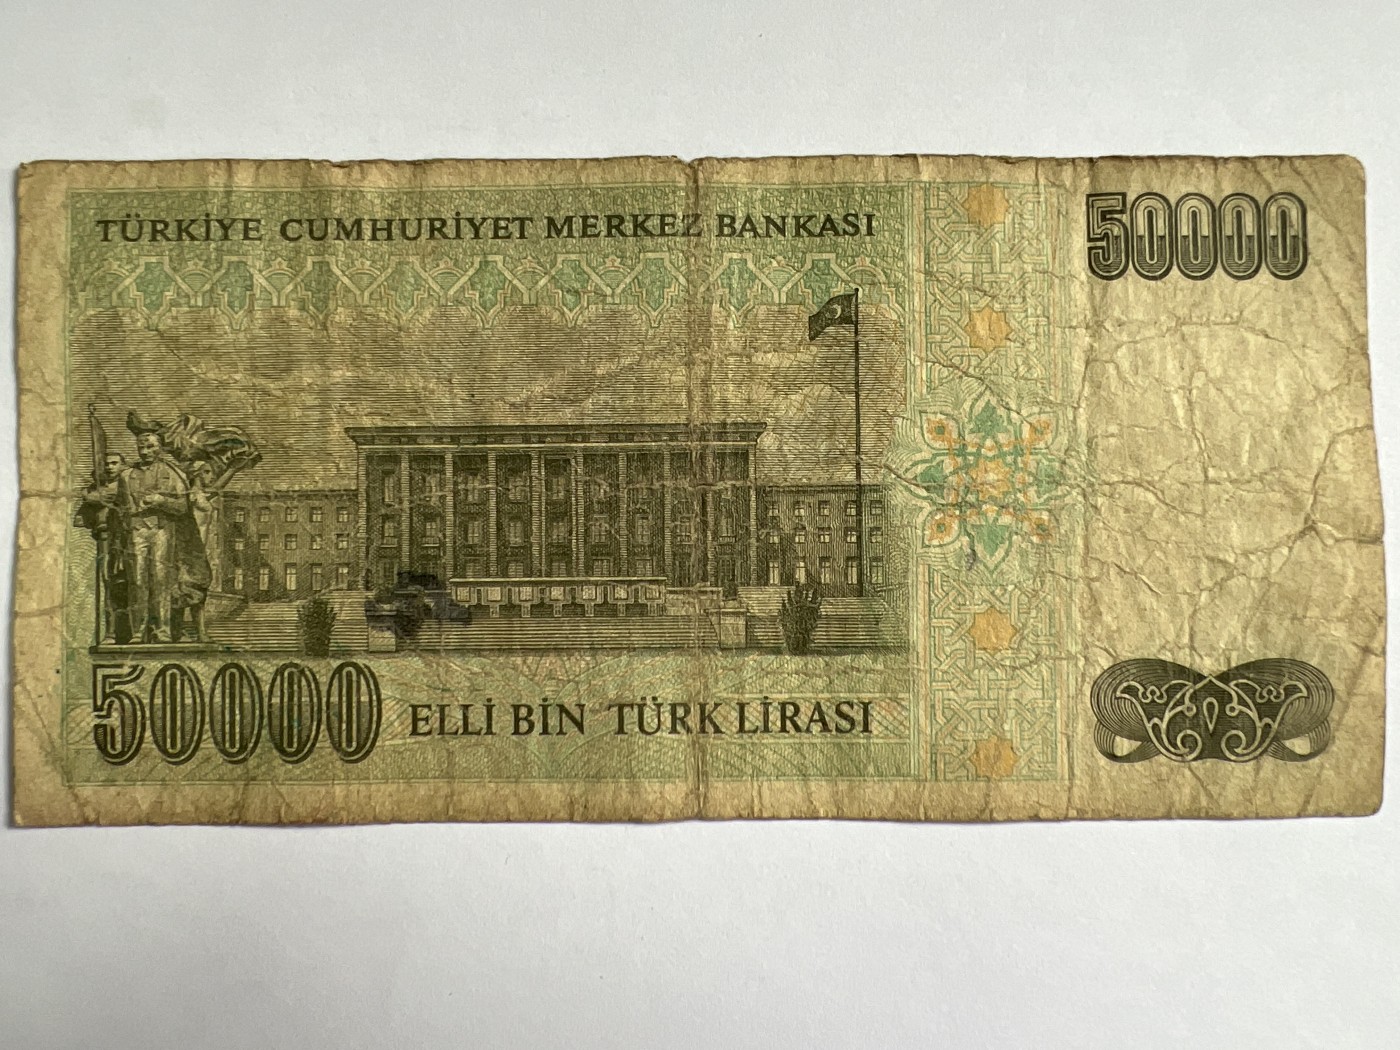 TÜRKİYE CUMHURİYET MERKEZ BANKASI
50000
50000
ELLİ BİN TÜRK LİRASI